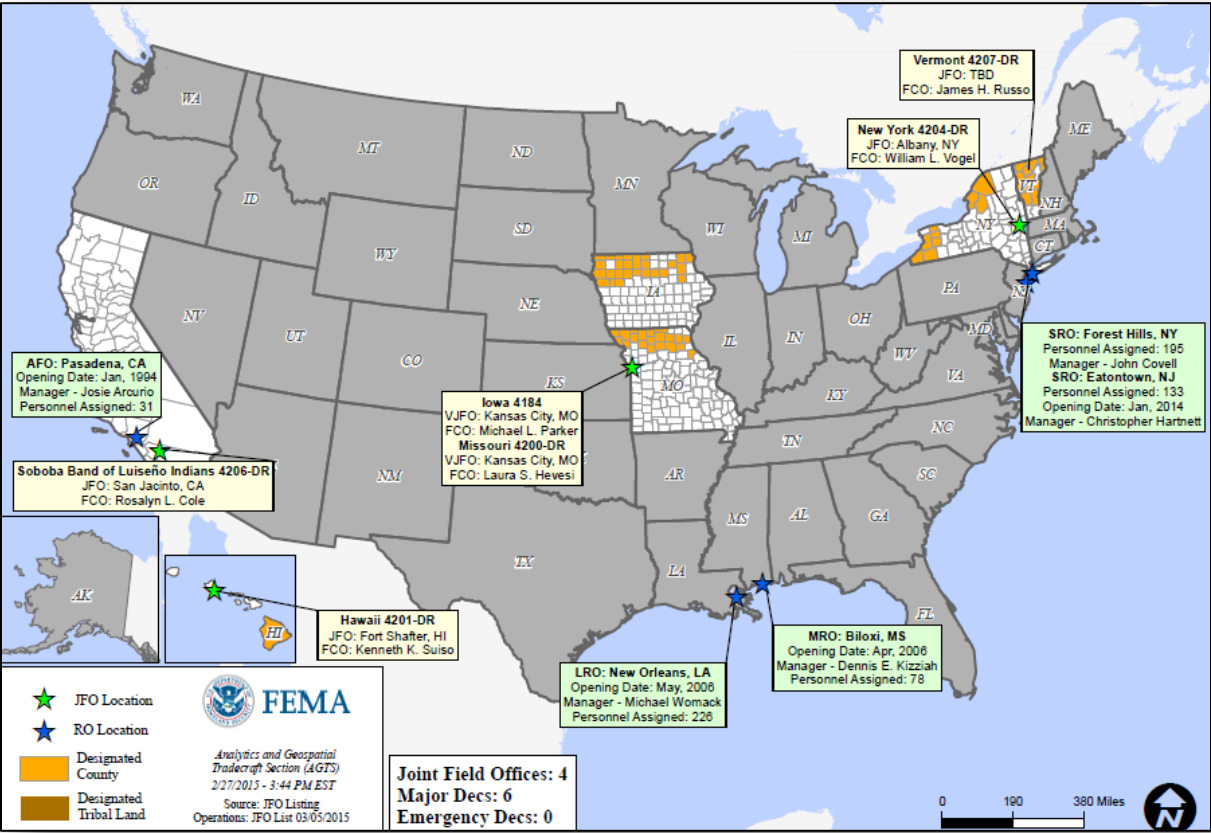 Vermont 4207-DR
JFO: TBD
FCO: James H. Russo
New York 4204-DR
JFO: Albany, NY
FCO: William L. Vogel
WA
OR
ID
MT
ND
SD
MN
WI
MI
WY
NV
UT
CO
NE
KS
IA
MO
IL
IN
OH
PA
NY
VT
NH
ME
MA
CT
NJ
MD
WV
VA
KY
TN
NC
SC
GA
AL
MS
AR
LA
TX
NM
FL
AK
HI
AFO: Pasadena, CA
Opening Date: Jan, 1994
Manager - Josie Arcurio
Personnel Assigned: 31
Soboba Band of Luiseño Indians 4206-DR
JFO: San Jacinto, CA
FCO: Rosalyn L. Cole
Iowa 4184
VJFO: Kansas City, MO
FCO: Michael L. Parker
Missouri 4200-DR
VJFO: Kansas City, MO
FCO: Laura S. Hevesi
SRO: Forest Hills, NY
Personnel Assigned: 195
Manager - John Covell
SRO: Eatontown, NJ
Personnel Assigned: 133
Opening Date: Jan, 2014
Manager - Christopher Hartnett
Hawaii 4201-DR
JFO: Fort Shafter, HI
FCO: Kenneth K. Suiso
LRO: New Orleans, LA
Opening Date: May, 2006
Manager - Michael Womack
Personnel Assigned: 226
MRO: Biloxi, MS
Opening Date: Apr, 2006
Manager - Dennis E. Kizziah
Personnel Assigned: 78
JFO Location
RO Location
Designated
County
Designated
Tribal Land
FEMA
Analytics and Geospatial
Tradecraft Section (AGTS)
2/27/2015 - 3:44 PM EST
Source: JFO Listing
Operations: JFO List 03/05/2015
Joint Field Offices: 4
Major Decs: 6
Emergency Decs: 0
0 190 380 Miles
N